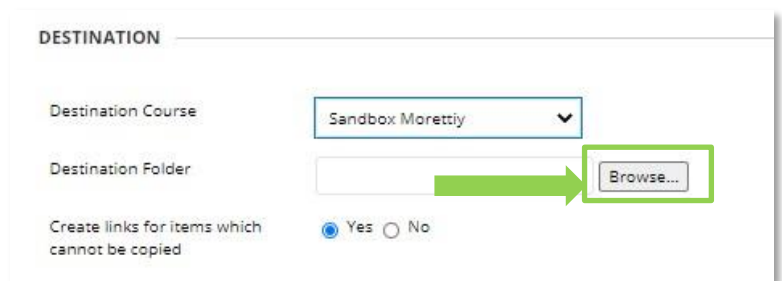 DESTINATION
Destination Course
Sandbox Morettiy
Destination Folder
Browse...
Create links for items which
cannot be copied
Yes
No